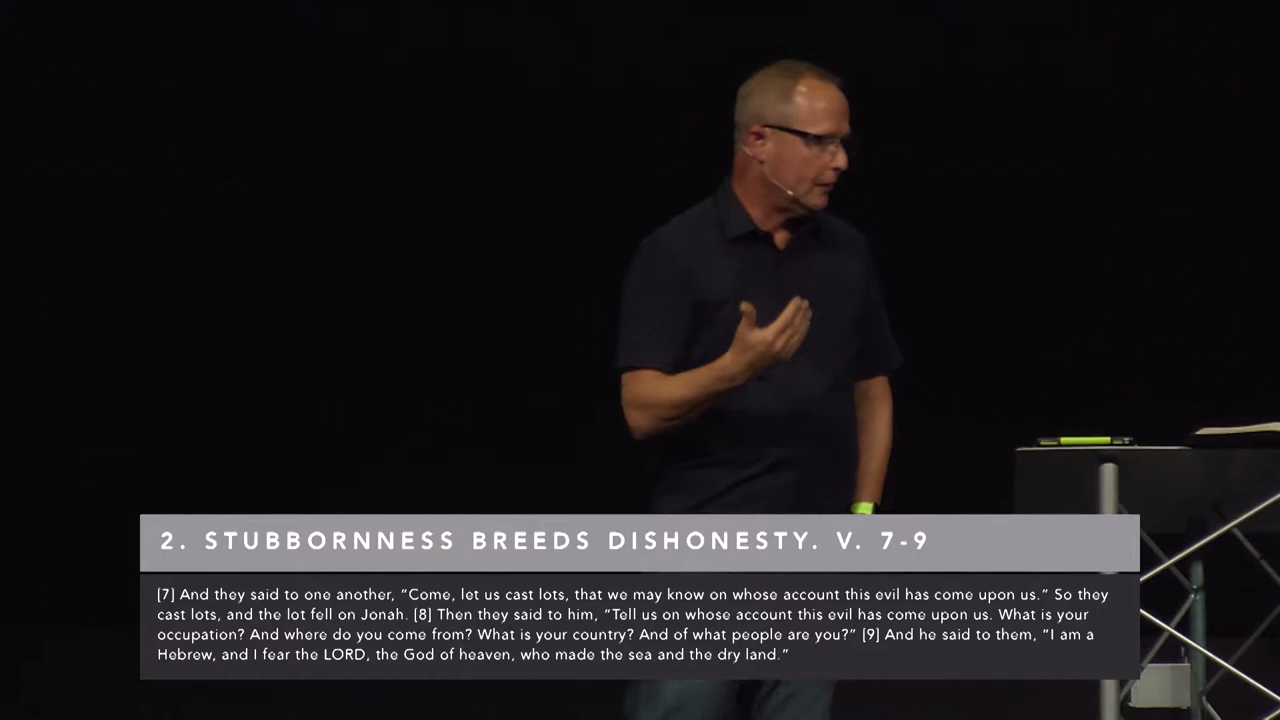 2. STUBBORNNESS BREEDS DISHONESTY. V. 7-9
[7] And they said to one another, “Come, let us cast lots, that we may know on whose account this evil has come upon us.” So they
cast lots, and the lot fell on Jonah. [8] Then they said to him, “Tell us on whose account this evil has come upon us. What is your
occupation? And where do you come from? What is your country? And of what people are you?” [9] And he said to them, “I am a
Hebrew, and I fear the LORD, the God of heaven, who made the sea and the dry land.”